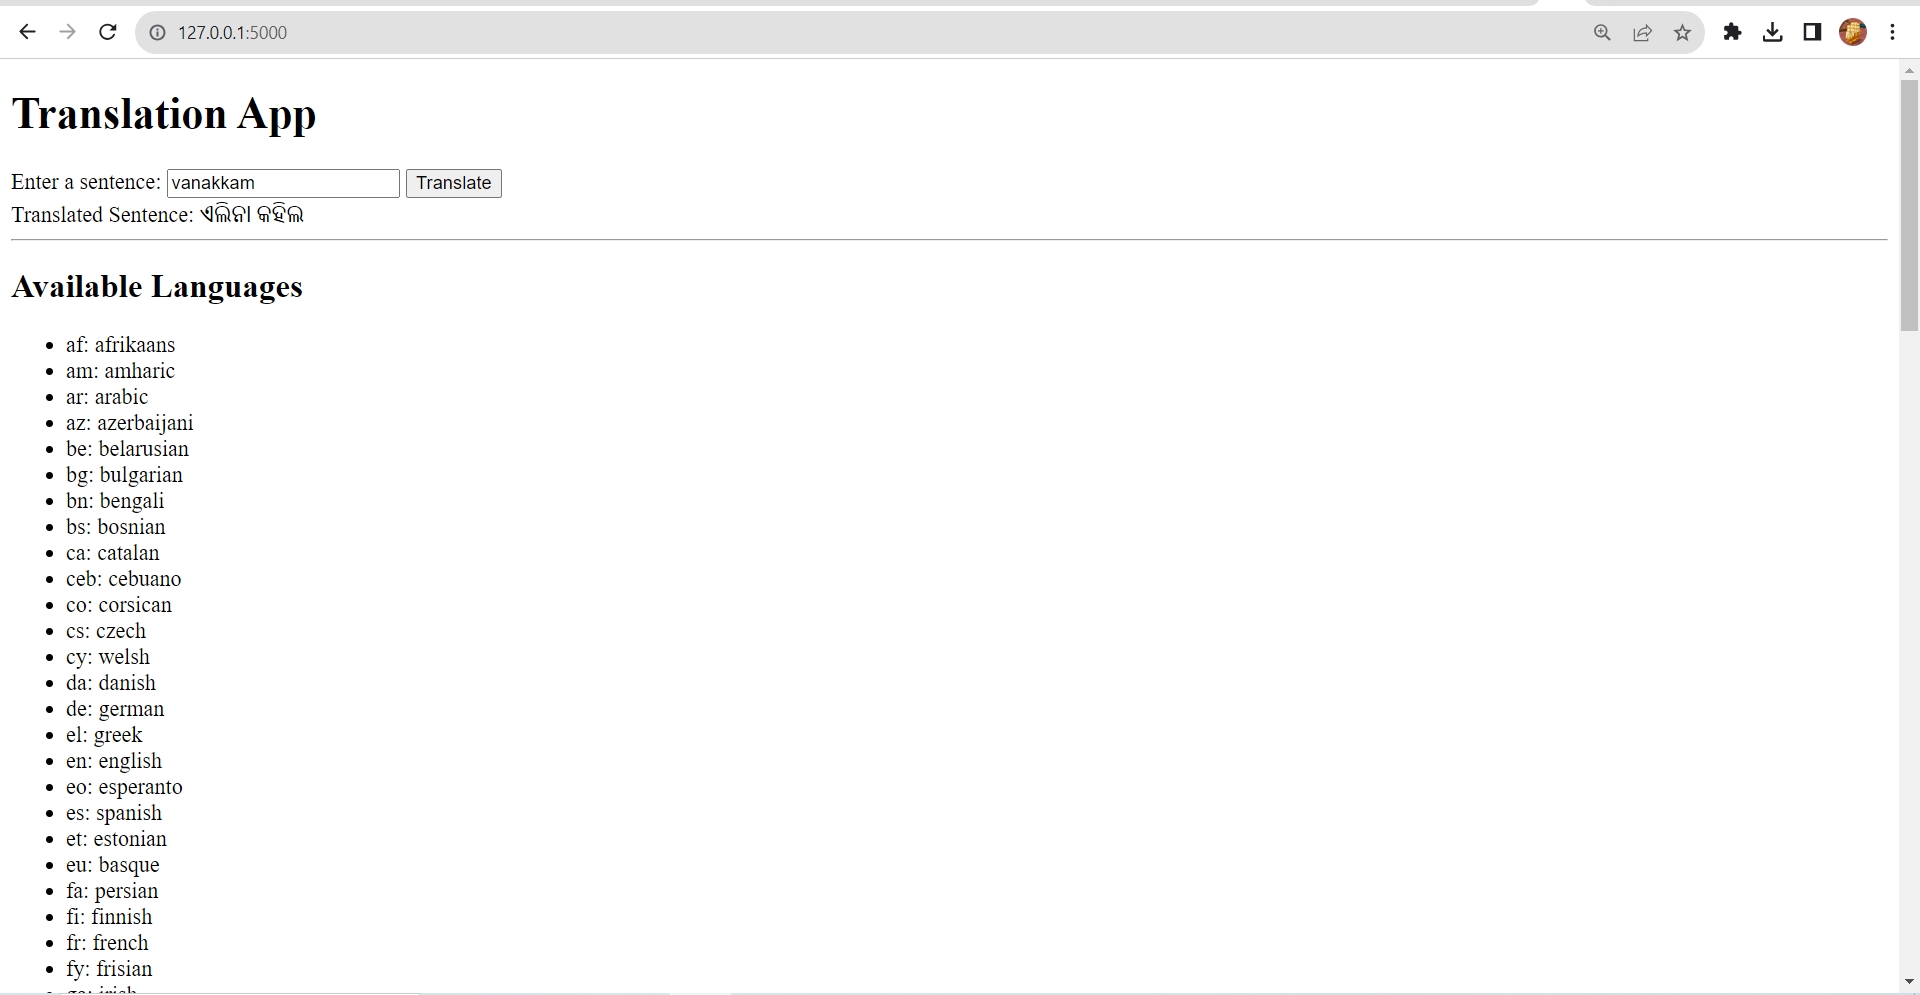 127.0.0.1:5000
Translation App
Enter a sentence: vanakkam Translate
Translated Sentence: ଏଲିନା କହିଲ
Available Languages
af: afrikaans
am: amharic
ar: arabic
az: azerbaijani
be: belarusian
bg: bulgarian
bn: bengali
bs: bosnian
ca: catalan
ceb: cebuano
co: corsican
cs: czech
cy: welsh
da: danish
de: german
el: greek
en: english
eo: esperanto
es: spanish
et: estonian
eu: basque
fa: persian
fi: finnish
fr: french
fy: frisian